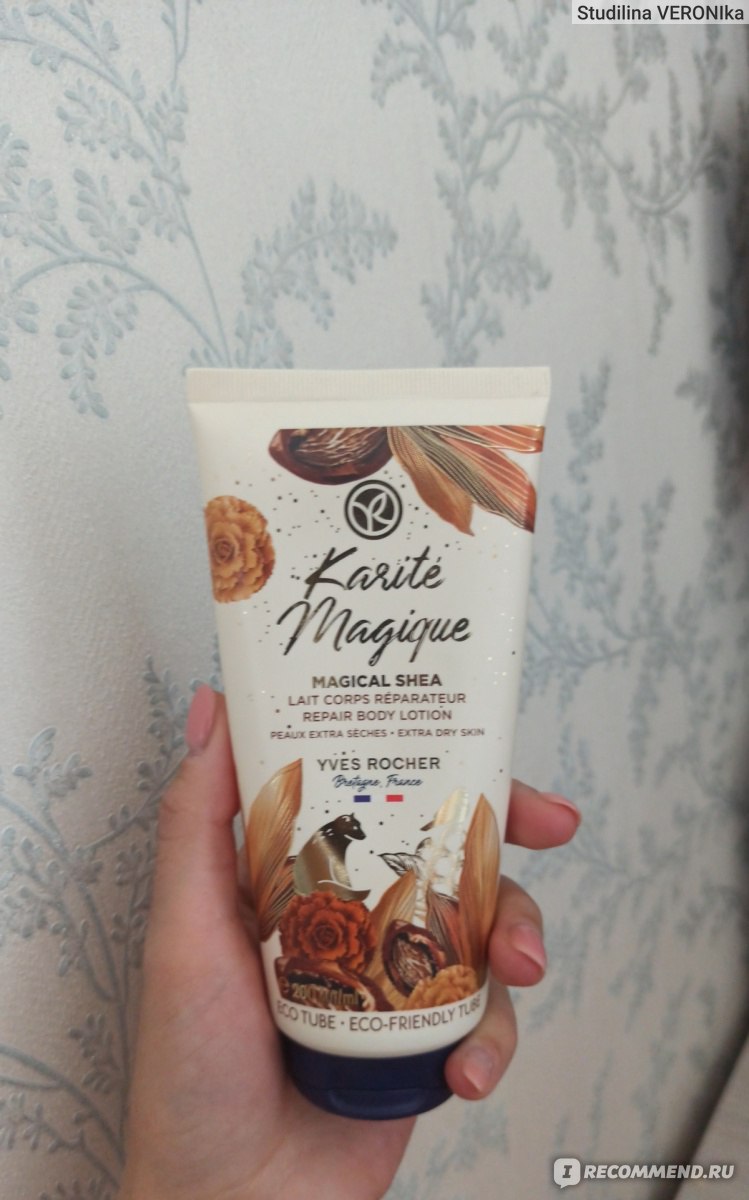 Studilina VERONIka
Karité
Magique
MAGICAL SHEA
LAIT CORPS RÉPARATEUR
REPAIR BODY LOTION
PEAUX EXTRA SÈCHES • EXTRA DRY SKIN
YVES ROCHER
Bretagne, France
ECO TUBE • ECO-FRIENDLY TUBE
IRECOMMEND.RU